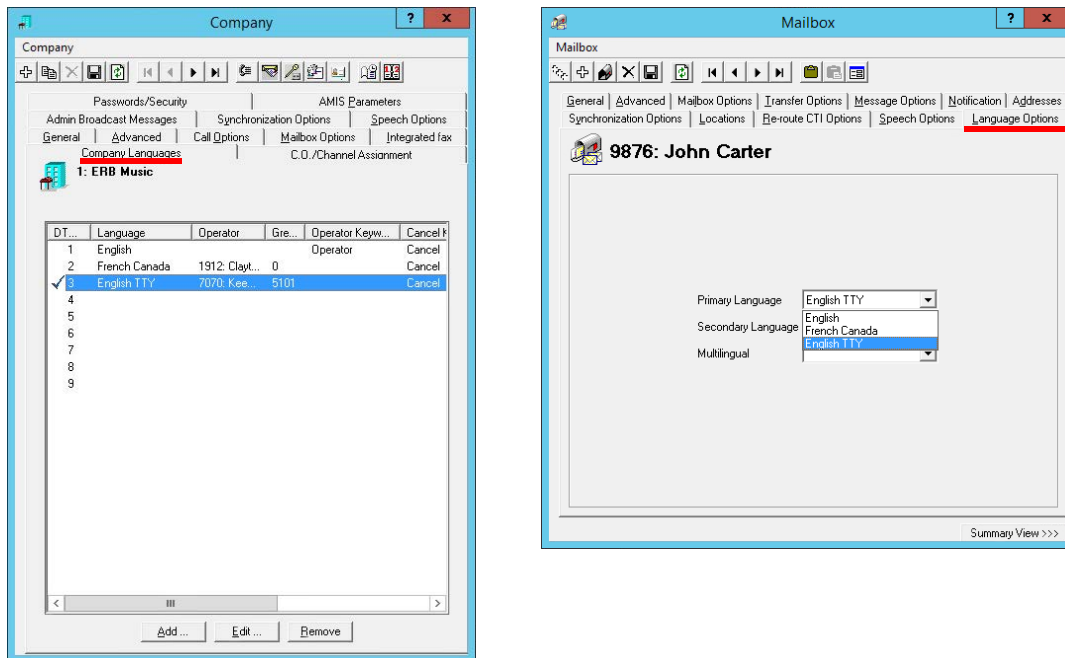 Company
? x
Company
Passwords/Security
AMIS Parameters
Admin Broadcast Messages
Synchronization Options
Speech Options
General
Advanced
Call Options
Mailbox Options
Integrated fax
Company Languages
C.O./Channel Assignment
1: ERB Music
DT... Language Operator Gre... Operator Keyw... Cancel K
1 English Operator Cancel
2 French Canada 1912: Clayt... 0 Cancel
3 English TTY 7070: Kee... 5101 Cancel
4
5
6
7
8
9
Add ... Edit ... Remove
Mailbox
? x
Mailbox
General Advanced Mailbox Options Transfer Options Message Options Notification Addresses
Synchronization Options Locations Re-route CTI Options Speech Options Language Options
9876: John Carter
Primary Language English TTY
English
Secondary Language French Canada
English TTY
Multilingual
Summary View >>>